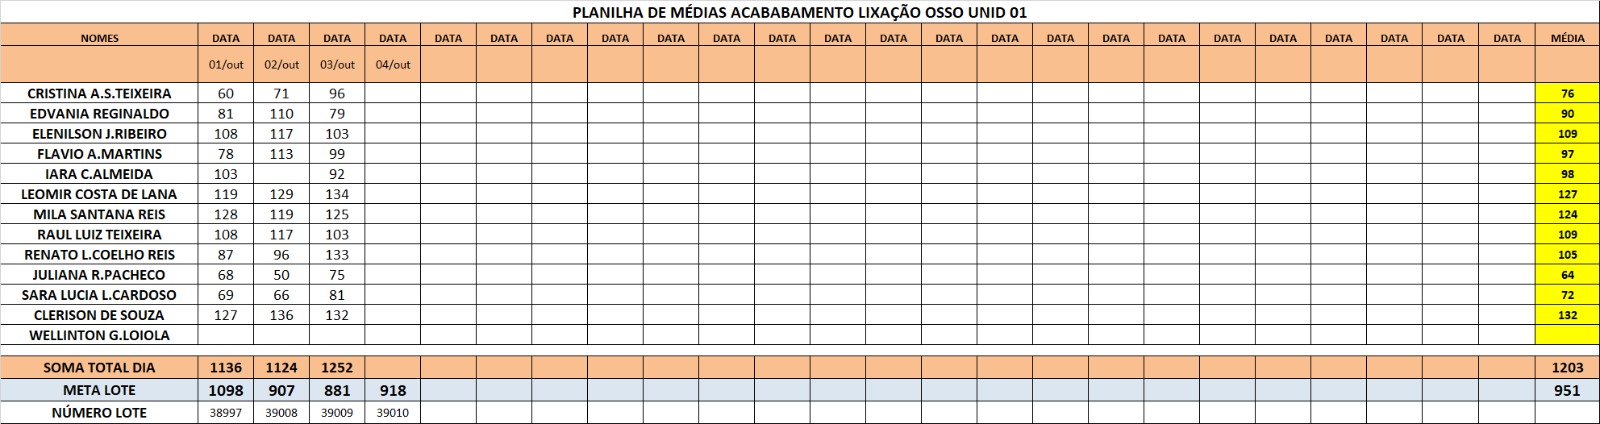 PLANILHA DE MÉDIAS ACABABAMENTO LIXAÇÃO OSSO UNID 01
NOMES DATA DATA DATA DATA DATA DATA DATA DATA DATA DATA DATA DATA DATA DATA DATA DATA DATA DATA DATA DATA DATA DATA DATA DATA MÉDIA
01/out 02/out 03/out 04/out
CRISTINA A.S.TEIXEIRA 60 71 96 76
EDVANIA REGINALDO 81 110 79 90
ELENILSON J.RIBEIRO 108 117 103 109
FLAVIO A.MARTINS 78 113 99 97
IARA C.ALMEIDA 103 92 98
LEOMIR COSTA DE LANA 119 129 134 127
MILA SANTANA REIS 128 119 125 124
RAUL LUIZ TEIXEIRA 108 117 103 109
RENATO L.COELHO REIS 87 96 133 105
JULIANA R.PACHECO 68 50 75 64
SARA LUCIA L.CARDOSO 69 66 81 72
CLERISON DE SOUZA 127 136 132 132
WELLINTON G.LOIOLA
SOMA TOTAL DIA 1136 1124 1252 1203
META LOTE 1098 907 881 918 951
NÚMERO LOTE 38997 39008 39009 39010